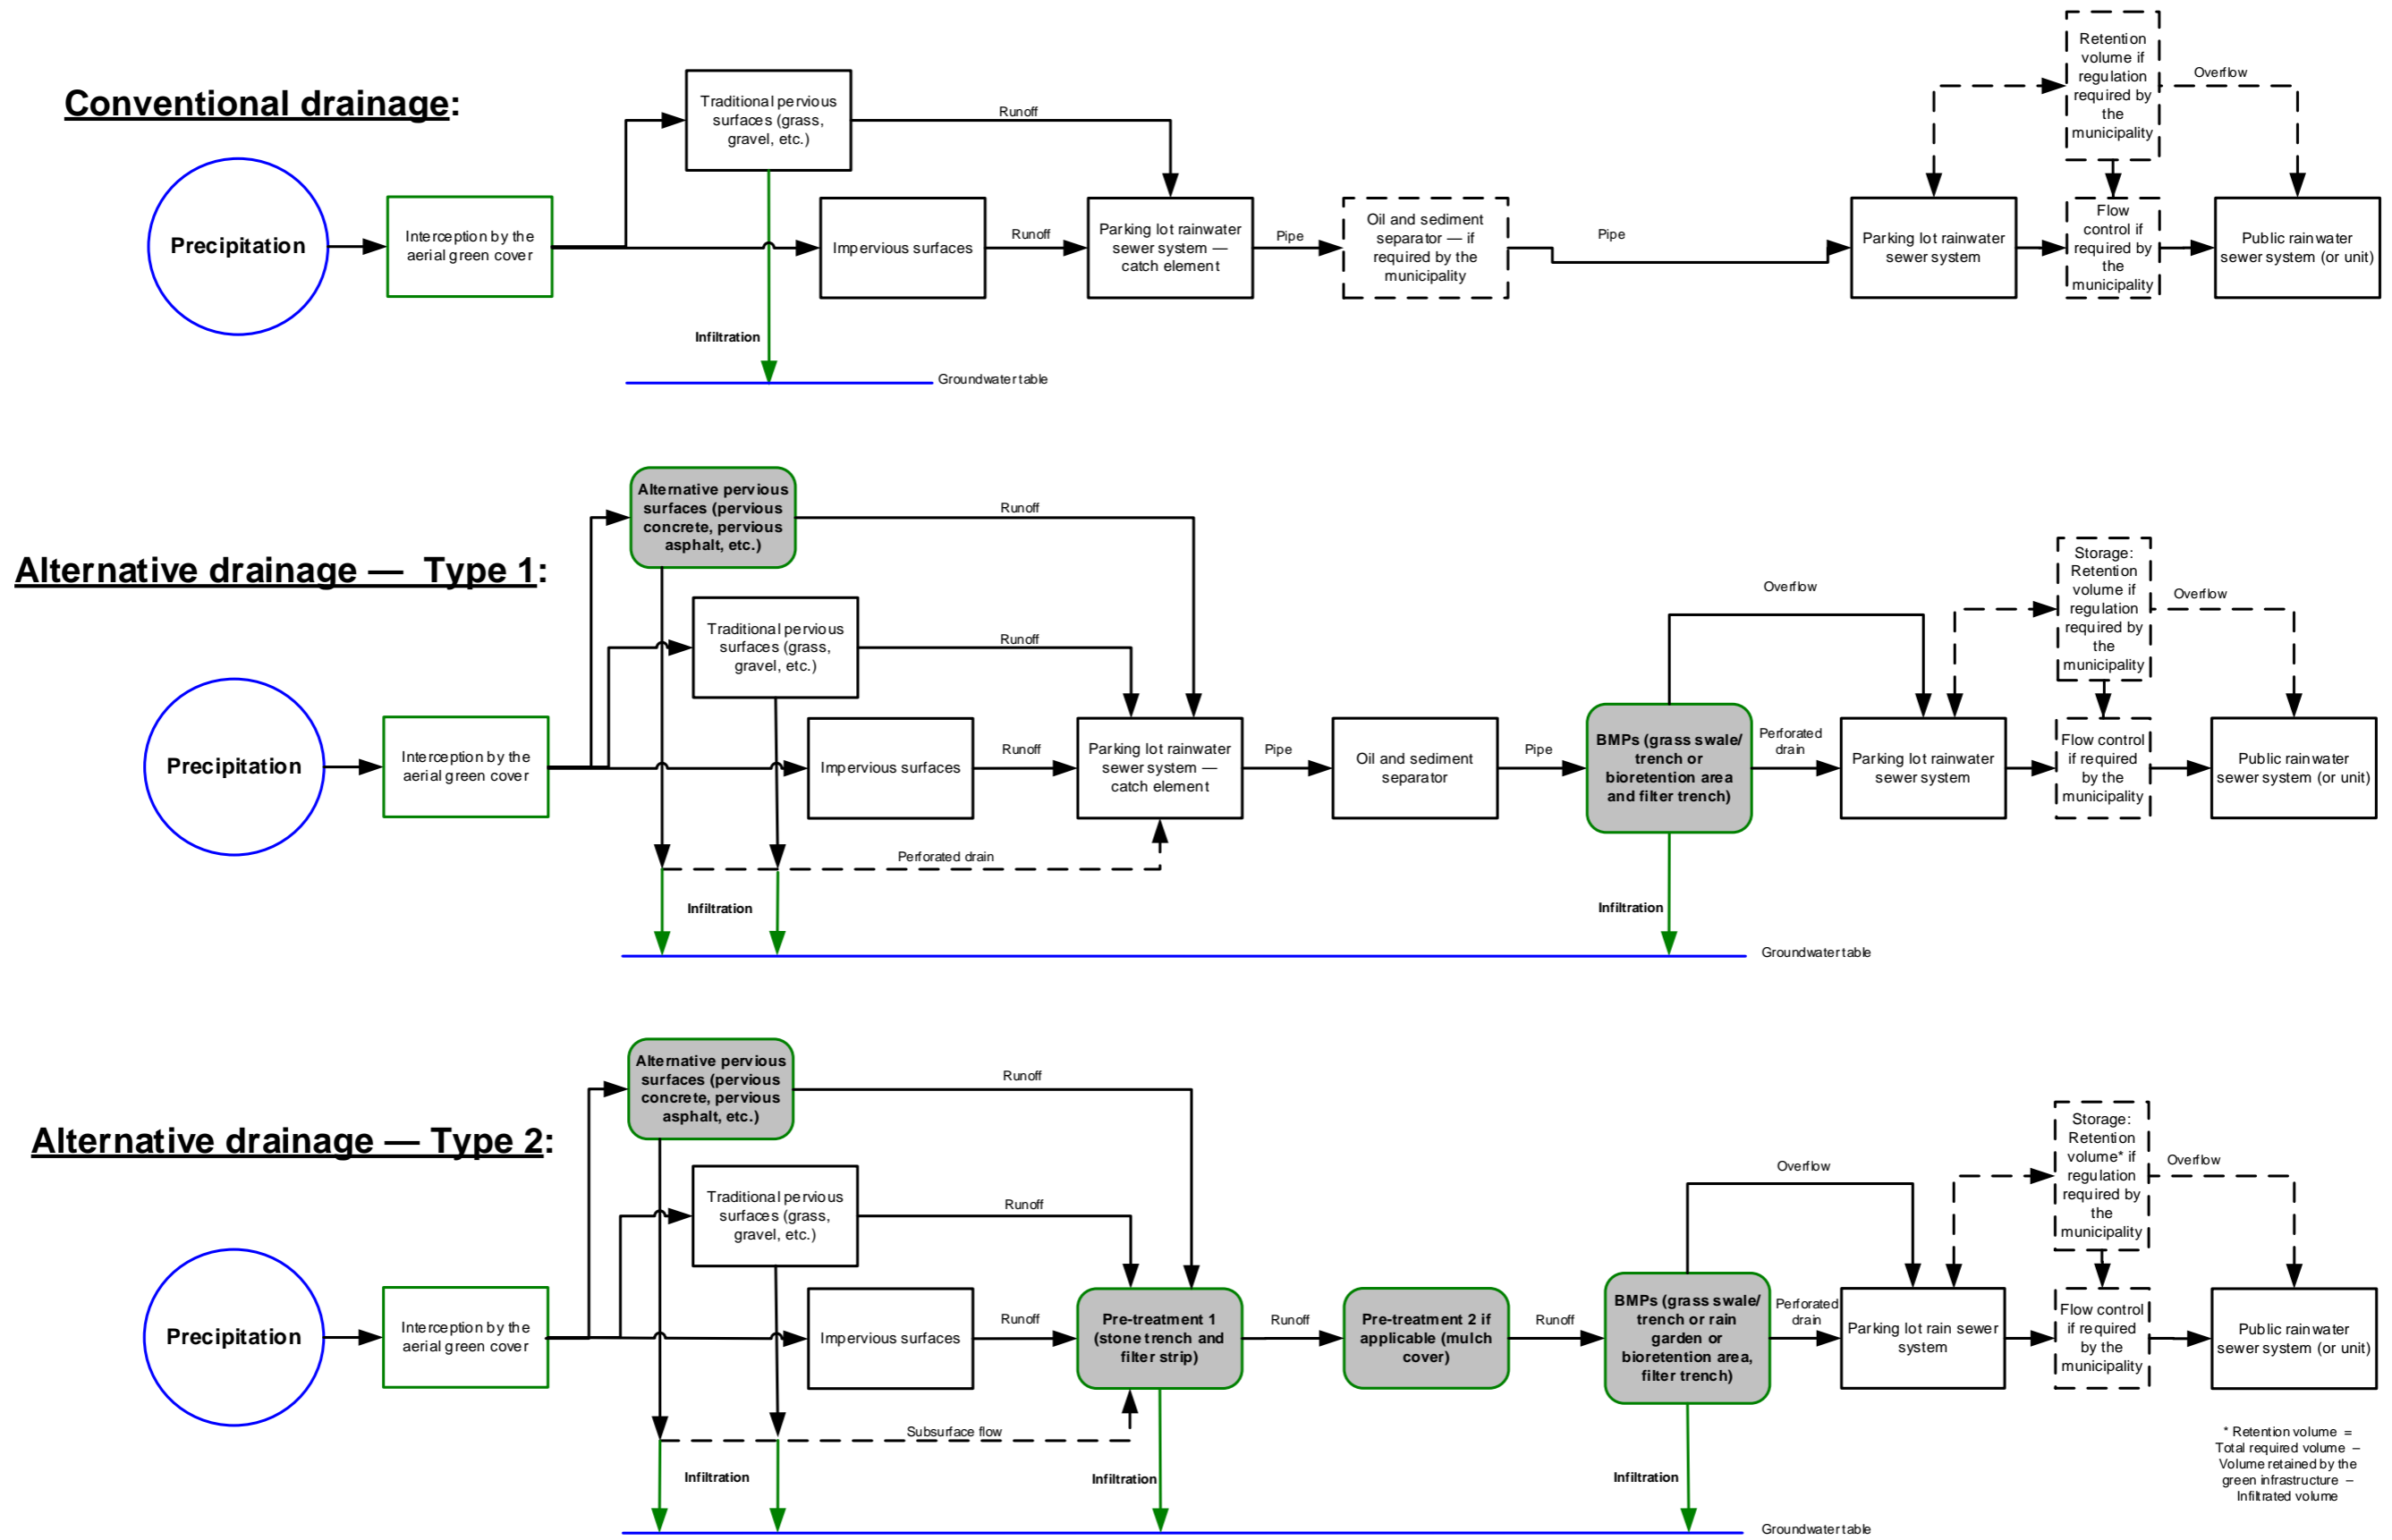 Conventional drainage:
Precipitation
Interception by the
aerial green cover
Traditional pervious
surfaces (grass,
gravel, etc.)
Runoff
Impervious surfaces
Runoff
Infiltration
Groundwater table
Parking lot rainwater
sewer system —
catch element
Pipe
Oil and sediment
separator — if
required by the
municipality
Pipe
Parking lot rainwater
sewer system
Retention
volume if
regulation
required by
the
municipality
Overflow
Flow
control if
required by
the
municipality
Public rainwater
sewer system (or unit)
Alternative drainage — Type 1:
Precipitation
Interception by the
aerial green cover
Alternative pervious
surfaces (pervious
concrete, pervious
asphalt, etc.)
Runoff
Traditional pervious
surfaces (grass,
gravel, etc.)
Runoff
Impervious surfaces
Runoff
Perforated drain
Infiltration
Parking lot rainwater
sewer system —
catch element
Pipe
Oil and sediment
separator
Pipe
BMPs (grass swale/
trench or
bioretention area
and filter trench)
Overflow
Perforated
drain
Infiltration
Groundwater table
Parking lot rainwater
sewer system
Storage:
Retention
volume if
regulation
required by
the
municipality
Overflow
Flow control
if required
by the
municipality
Public rainwater
sewer system (or unit)
Alternative drainage — Type 2:
Precipitation
Interception by the
aerial green cover
Alternative pervious
surfaces (pervious
concrete, pervious
asphalt, etc.)
Runoff
Traditional pervious
surfaces (grass,
gravel, etc.)
Runoff
Impervious surfaces
Runoff
Subsurface flow
Infiltration
Pre-treatment 1
(stone trench and
filter strip)
Infiltration
Runoff
Pre-treatment 2 if
applicable (mulch
cover)
Runoff
BMPs (grass swale/
trench or rain
garden or
bioretention area,
filter trench)
Overflow
Perforated
drain
Infiltration
Groundwater table
Parking lot rain sewer
system
Storage:
Retention
volume* if
regulation
required by
the
municipality
Overflow
Flow control
if required
by the
municipality
Public rainwater
sewer system (or unit)
* Retention volume =
Total required volume –
Volume retained by the
green infrastructure –
Infiltrated volume